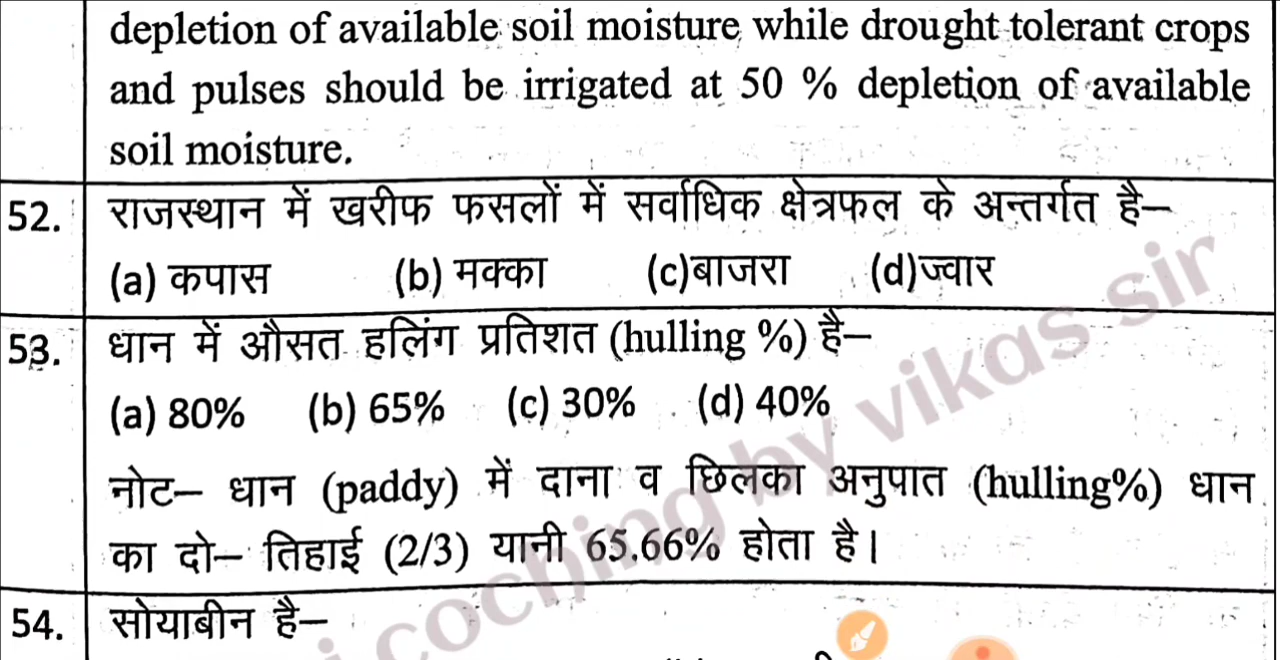 depletion of available soil moisture while drought tolerant crops
and pulses should be irrigated at 50 % depletion of available
soil moisture.
52. राजस्थान में खरीफ फसलों में सर्वाधिक क्षेत्रफल के अन्तर्गत है–
(a) कपास (b) मक्का (c)बाजरा (d)ज्वार
53. धान में औसत हलिंग प्रतिशत (hulling %) है–
(a) 80% (b) 65% (c) 30% (d) 40%
नोट– धान (paddy) में दाना व छिलका अनुपात (hulling%) धान
का दो– तिहाई (2/3) यानी 65.66% होता है।
54. सोयाबीन है–
coching by vikas sir